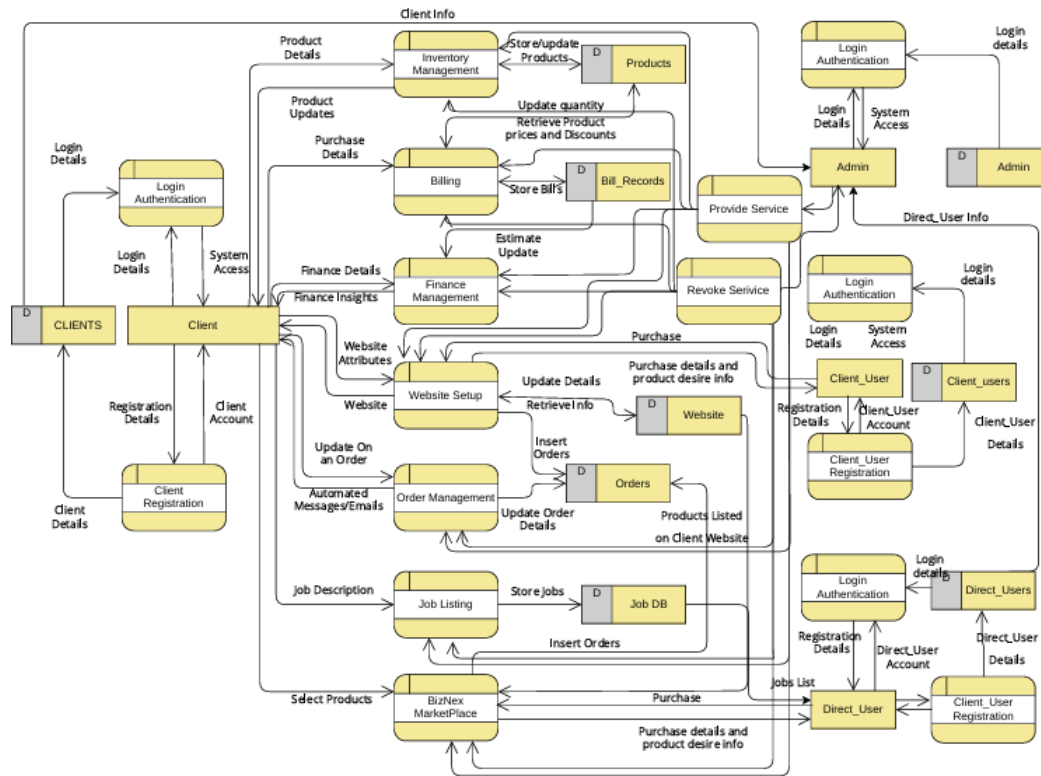 Client Info
Product
Details
Inventory
Management
Store/update
Products
D
Products
Login
Authentication
Login
details
Product
Updates
Update quantity
Retrieve Product
prices and Discounts
Login
Details
System
Access
Login
Details
Purchase
Details
Login
Authentication
Billing
Store Bills
D
Bill_Records
Provide Service
Admin
D
Admin
Direct_User Info
Login
Details
System
Access
Finance Details
Finance Insights
Estimate
Update
Finance
Management
Revoke Serivice
Login
Authentication
Login
details
D
CLIENTS
Client
Website
Attributes
Website
Website Setup
Purchase
Purchase details and
product desire info
Login
Details
System
Access
Client_User
D
Client_users
Update Details
Retrieve Info
D
Website
Registration
Details
Client_User
Account
Client_User
Details
Client_User
Registration
Registration
Details
Client
Account
Client
Registration
Client
Details
Update On
an Order
Automated
Messages/Emails
Order Management
Insert
Orders
D
Orders
Update Order
Details
Products Listed
on Client Website
Job Description
Job Listing
Store Jobs
D
Job DB
Insert Orders
Login
Authentication
Login
details
D
Direct_Users
Registration
Details
Direct_User
Account
Direct_User
Details
Jobs List
Select Products
BizNex
MarketPlace
Purchase
Purchase details and
product desire info
Direct_User
Client_User
Registration